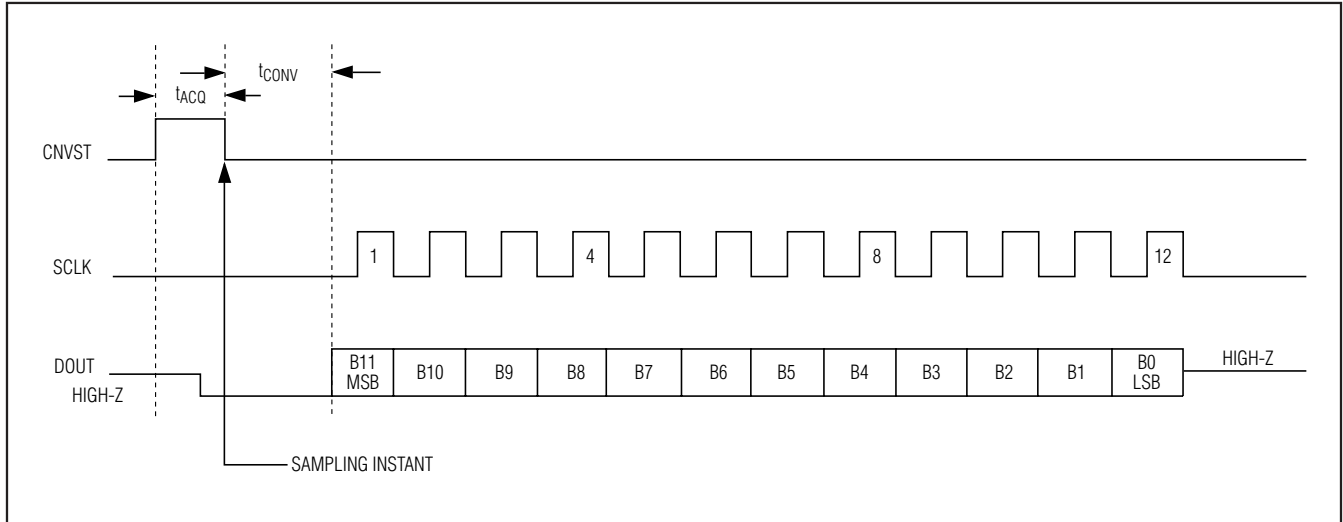 tCONV
tACQ
CNVST
SCLK
1
4
8
12
DOUT
HIGH-Z
B11
MSB
B10
B9
B8
B7
B6
B5
B4
B3
B2
B1
B0
LSB
HIGH-Z
SAMPLING INSTANT